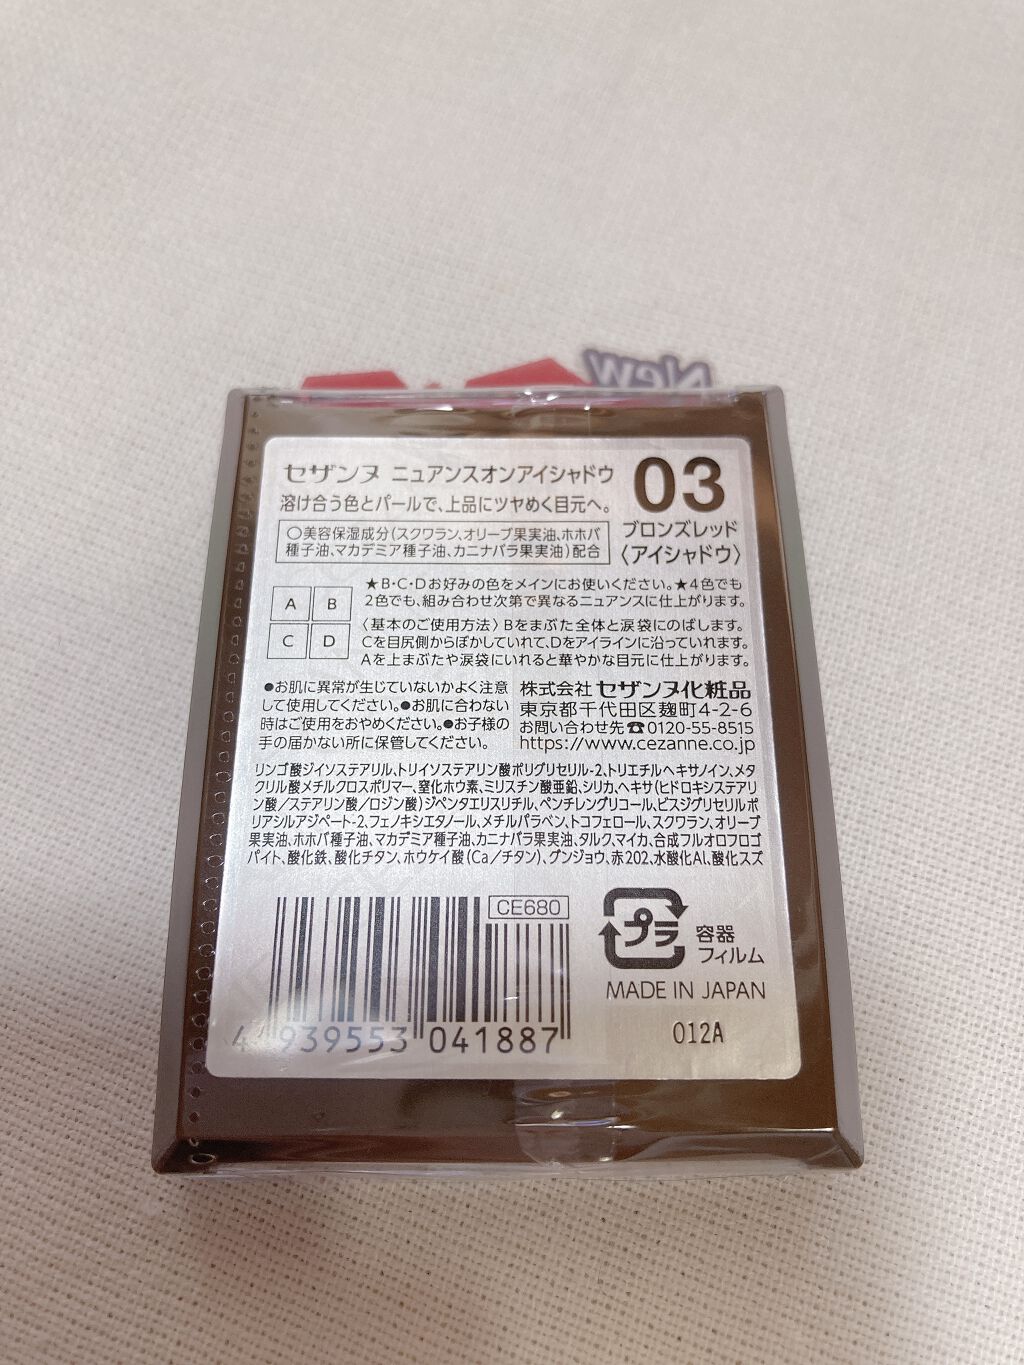 New
セザンヌ ニュアンスオンアイシャドウ
溶け合う色とパールで、上品にツヤめく目元へ。
03
ブロンズレッド
〈アイシャドウ〉
○美容保湿成分(スクワラン、オリーブ果実油、ホホバ
種子油、マカデミア種子油、カニナバラ果実油)配合
A B
C D
★B・C・Dお好みの色をメインにお使いください。★4色でも
2色でも、組み合わせ次第で異なるニュアンスに仕上がります。
〈基本のご使用方法〉Bをまぶた全体と涙袋にのばします。
Cを目尻側からぼかしていれて、Dをアイラインに沿っていれます。
Aを上まぶたや涙袋にいれると華やかな目元に仕上がります。
●お肌に異常が生じていないかよく注意
して使用してください。●お肌に合わない
時はご使用をおやめください。●お子様の
手の届かない所に保管してください。
株式会社 セザンヌ化粧品
東京都千代田区麹町4-2-6
お問い合わせ先☎0120-55-8515
https://www.cezanne.co.jp
リンゴ酸ジイソステアリル、トリイソステアリン酸ポリグリセリル-2、トリエチルヘキサノイン、メタ
クリル酸メチルクロスポリマー、窒化ホウ素、ミリスチン酸亜鉛、シリカ、ヘキサ(ヒドロキシステアリ
ン酸/ステアリン酸/ロジン酸)ジペンタエリスリチル、ペンチレングリコール、ビスジグリセリルポ
リアシルアジペート-2、フェノキシエタノール、メチルパラベン、トコフェロール、スクワラン、オリーブ
果実油、ホホバ種子油、マカデミア種子油、カニナバラ果実油、タルク、マイカ、合成フルオロフロゴ
パイト、酸化鉄、酸化チタン、ホウケイ酸(Ca/チタン)、グンジョウ、赤202、水酸化Al、酸化スズ
CE680
4 939553 041887
プラ
容器
フィルム
MADE IN JAPAN
012A